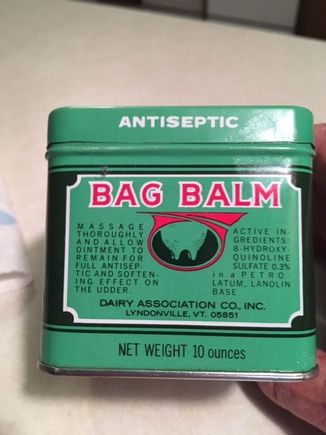 ANTISEPTIC
BAG BALM
MASSAGE
THOROUGHLY
AND ALLOW
OINTMENT TO
REMAIN FOR
FULL ANTISEP-
TIC AND SOFTEN-
ING EFFECT ON
THE UDDER.
ACTIVE IN-
GREDIENTS:
8-HYDROXY-
QUINOLINE
SULFATE 0.3%
in a PETRO-
LATUM, LANOLIN
BASE.
DAIRY ASSOCIATION CO., INC.
LYNDONVILLE, VT. 05851
NET WEIGHT 10 ounces